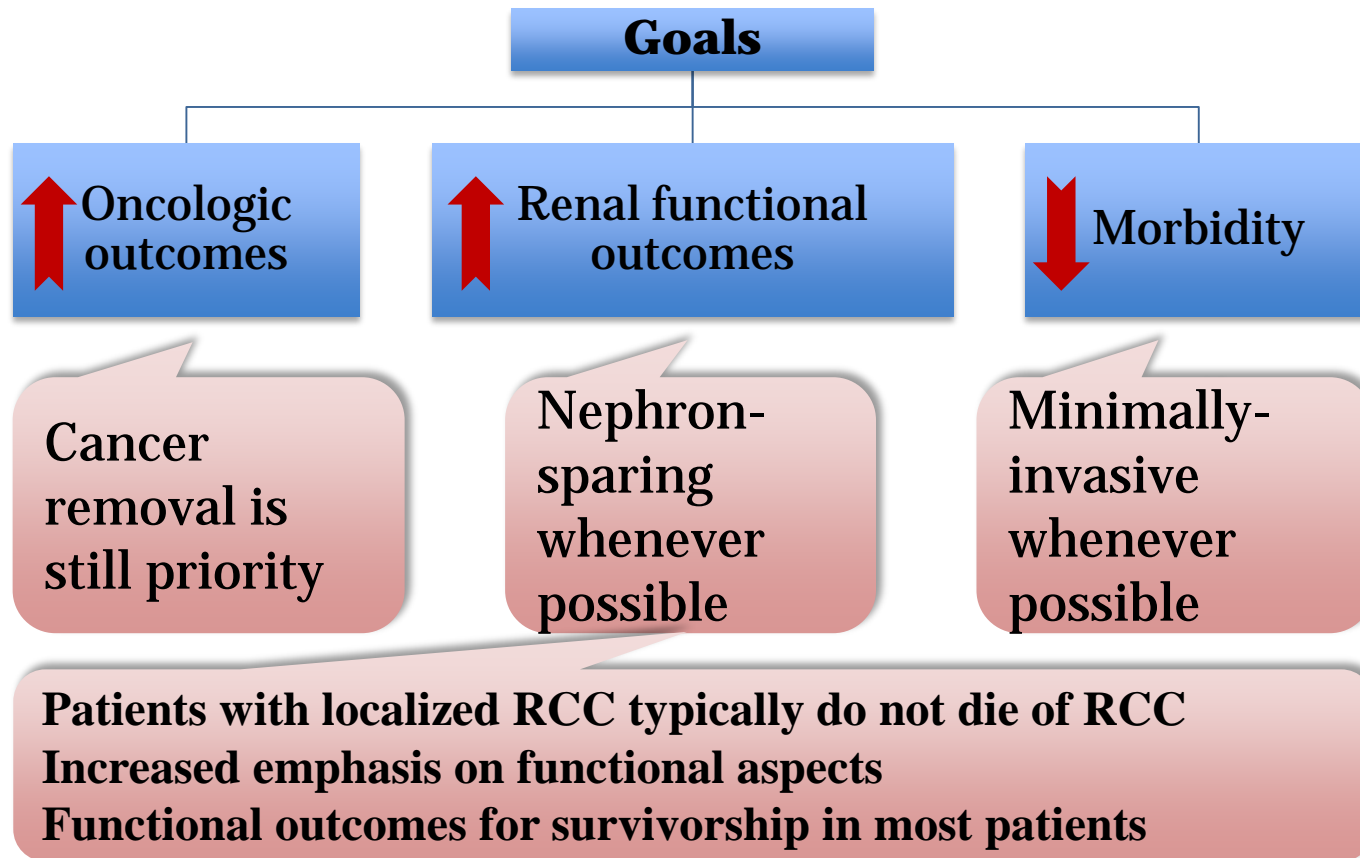 Goals
Oncologic
outcomes
Renal functional
outcomes
Morbidity
Cancer
removal is
still priority
Nephron-
sparing
whenever
possible
Minimally-
invasive
whenever
possible
Patients with localized RCC typically do not die of RCC
Increased emphasis on functional aspects
Functional outcomes for survivorship in most patients